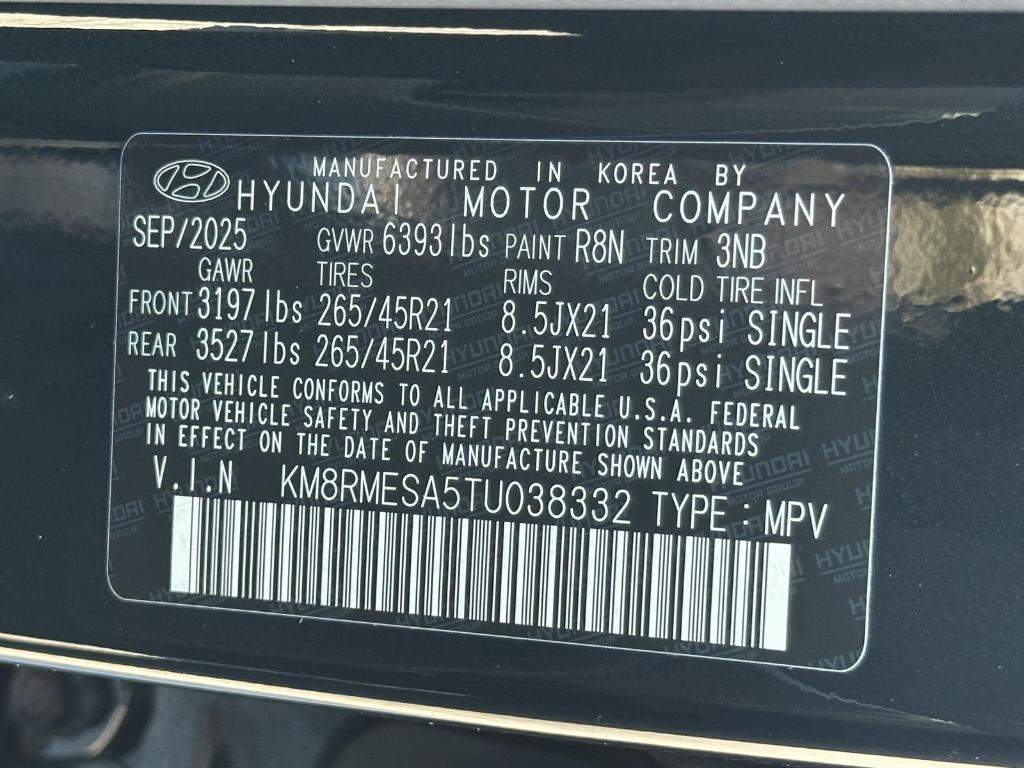 MANUFACTURED IN KOREA BY
HYUNDAI MOTOR COMPANY
SEP/2025 GVWR 6393lbs PAINT R8N TRIM 3NB
GAWR TIRES RIMS COLD TIRE INFL
FRONT 3197lbs 265/45R21 8.5JX21 36psi SINGLE
REAR 3527lbs 265/45R21 8.5JX21 36psi SINGLE
THIS VEHICLE CONFORMS TO ALL APPLICABLE U.S.A. FEDERAL
MOTOR VEHICLE SAFETY AND THEFT PREVENTION STANDARDS
IN EFFECT ON THE DATE OF MANUFACTURE SHOWN ABOVE
V.I.N KM8RMESA5TU038332 TYPE : MPV